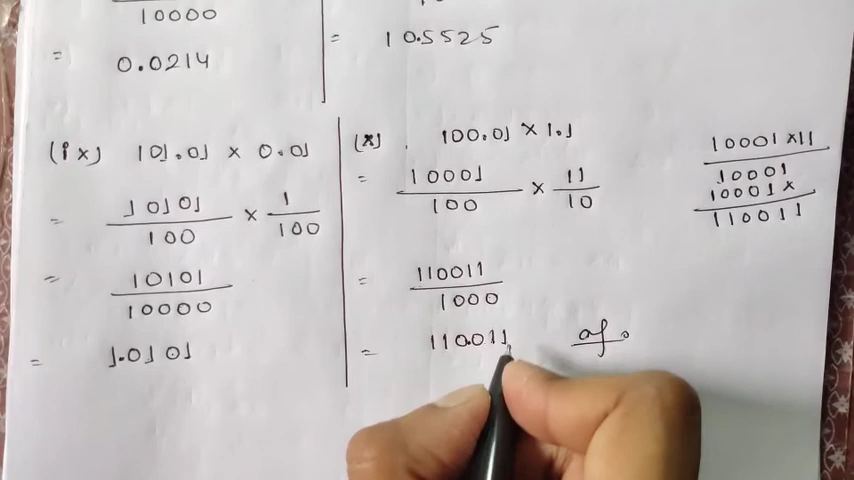 10000
= 0.0214
= 10.5525
(ix) 101.01 × 0.01
= 10101/100 × 1/100
= 10101/10000
= 1.0101
(x) 100.01 × 1.1
= 10001/100 × 11/10
= 110011/1000
= 110.011
10001 × 11
10001
10001×
110011